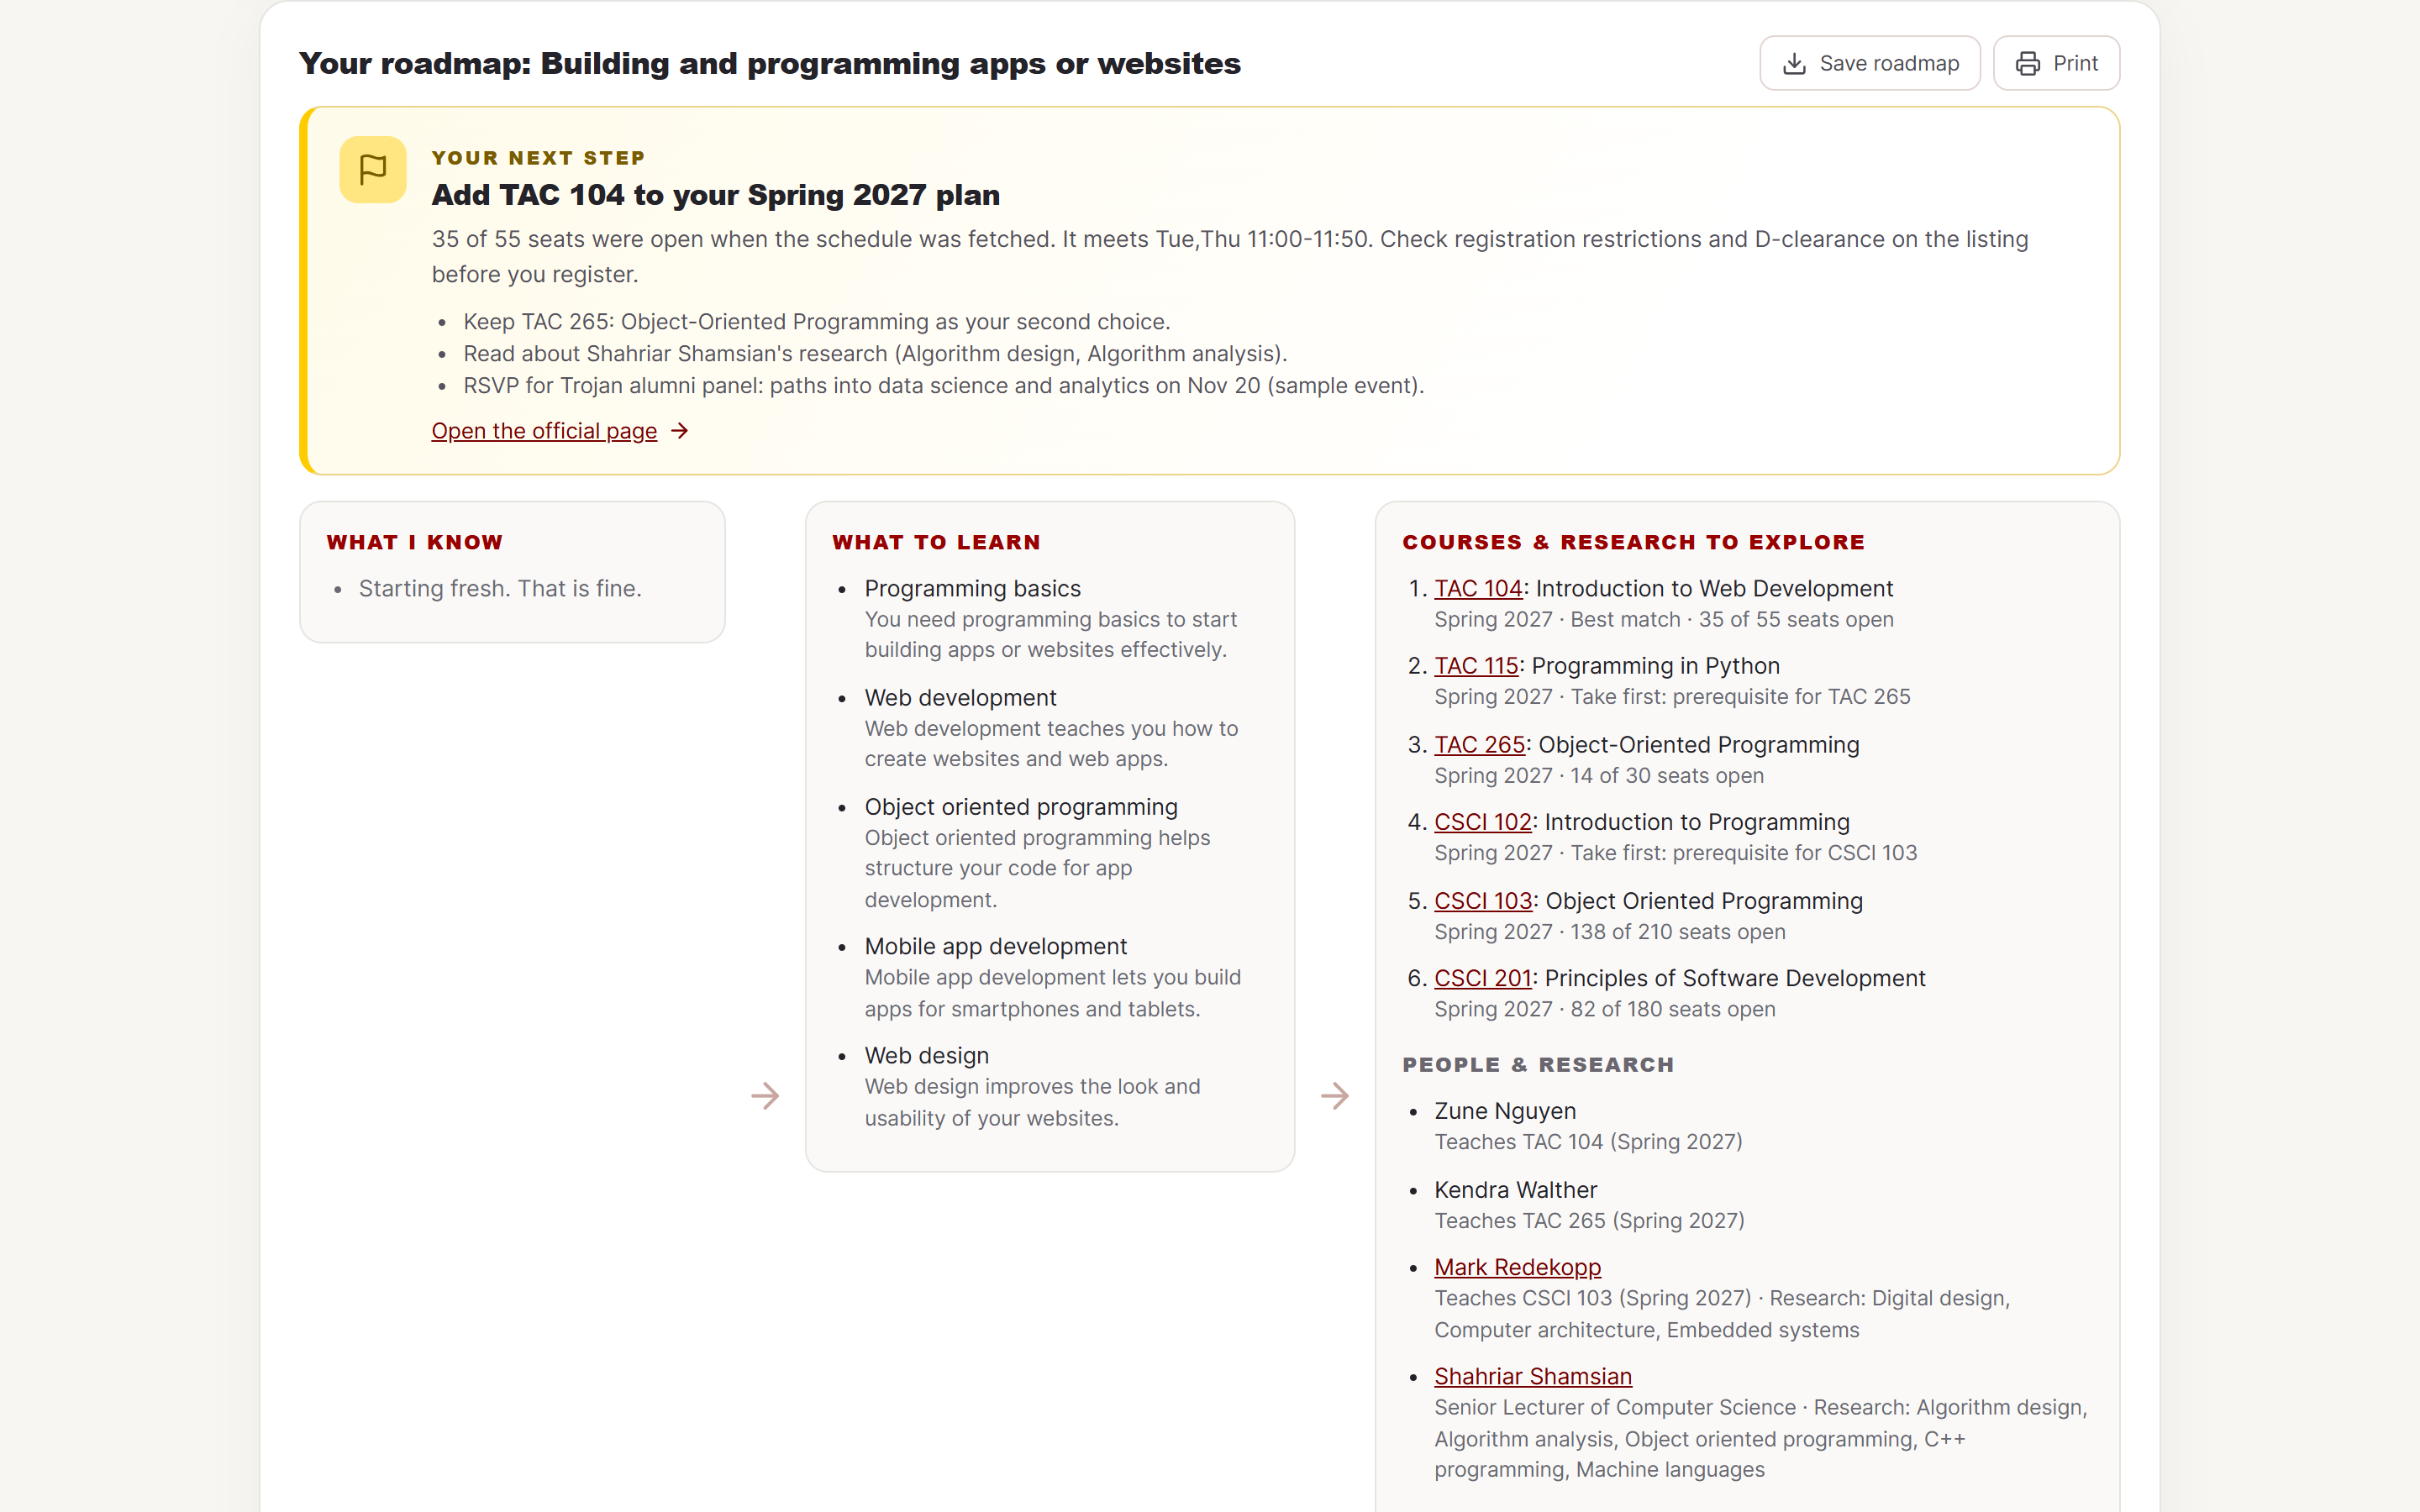 Your roadmap: Building and programming apps or websites
Save roadmap
Print
YOUR NEXT STEP
Add TAC 104 to your Spring 2027 plan
35 of 55 seats were open when the schedule was fetched. It meets Tue,Thu 11:00-11:50. Check registration restrictions and D-clearance on the listing
before you register.
• Keep TAC 265: Object-Oriented Programming as your second choice.
• Read about Shahriar Shamsian's research (Algorithm design, Algorithm analysis).
• RSVP for Trojan alumni panel: paths into data science and analytics on Nov 20 (sample event).
Open the official page →
WHAT I KNOW
• Starting fresh. That is fine.
WHAT TO LEARN
• Programming basics
You need programming basics to start
building apps or websites effectively.
• Web development
Web development teaches you how to
create websites and web apps.
• Object oriented programming
Object oriented programming helps
structure your code for app
development.
• Mobile app development
Mobile app development lets you build
apps for smartphones and tablets.
• Web design
Web design improves the look and
usability of your websites.
COURSES & RESEARCH TO EXPLORE
1. TAC 104: Introduction to Web Development
Spring 2027 · Best match · 35 of 55 seats open
2. TAC 115: Programming in Python
Spring 2027 · Take first: prerequisite for TAC 265
3. TAC 265: Object-Oriented Programming
Spring 2027 · 14 of 30 seats open
4. CSCI 102: Introduction to Programming
Spring 2027 · Take first: prerequisite for CSCI 103
5. CSCI 103: Object Oriented Programming
Spring 2027 · 138 of 210 seats open
6. CSCI 201: Principles of Software Development
Spring 2027 · 82 of 180 seats open
PEOPLE & RESEARCH
• Zune Nguyen
Teaches TAC 104 (Spring 2027)
• Kendra Walther
Teaches TAC 265 (Spring 2027)
• Mark Redekopp
Teaches CSCI 103 (Spring 2027) · Research: Digital design,
Computer architecture, Embedded systems
• Shahriar Shamsian
Senior Lecturer of Computer Science · Research: Algorithm design,
Algorithm analysis, Object oriented programming, C++
programming, Machine languages